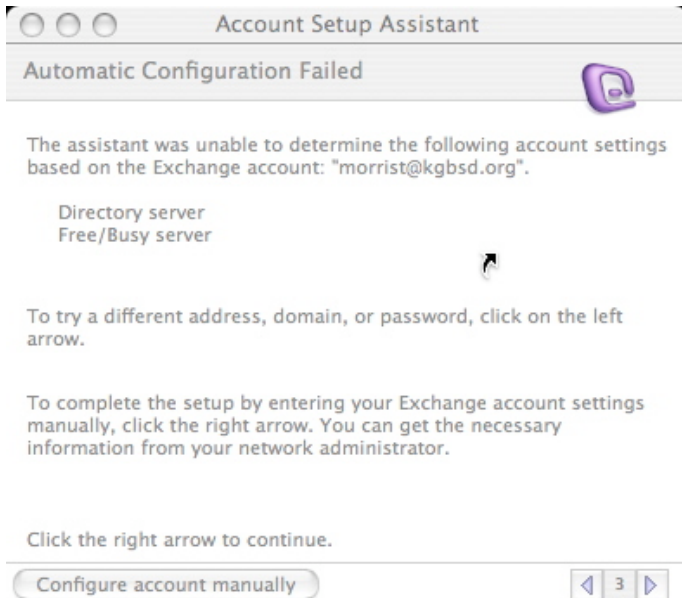 Account Setup Assistant
Automatic Configuration Failed
The assistant was unable to determine the following account settings
based on the Exchange account: "morrist@kgbsd.org".
Directory server
Free/Busy server
To try a different address, domain, or password, click on the left
arrow.
To complete the setup by entering your Exchange account settings
manually, click the right arrow. You can get the necessary
information from your network administrator.
Click the right arrow to continue.
Configure account manually
3